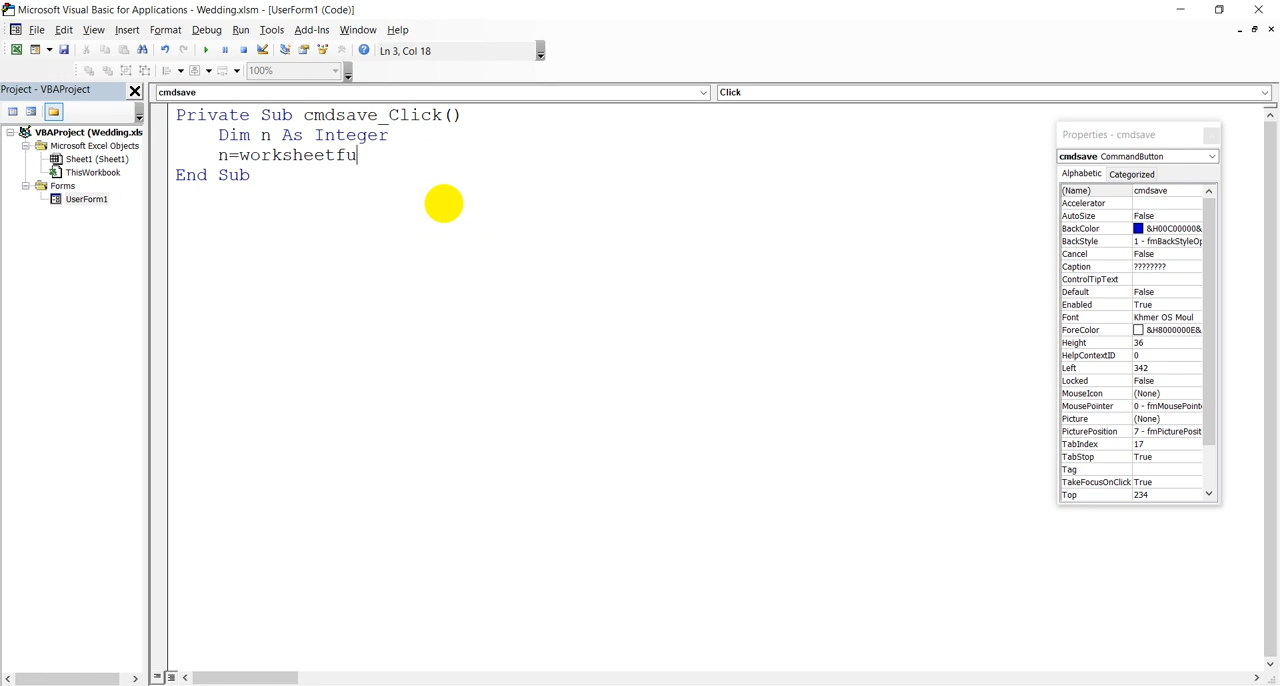 Microsoft Visual Basic for Applications - Wedding.xlsm - [UserForm1 (Code)]
File Edit View Insert Format Debug Run Tools Add-Ins Window Help
Ln 3, Col 18
100%
Project - VBAProject
cmdsave
Click
VBAProject (Wedding.xls
Microsoft Excel Objects
Sheet1 (Sheet1)
ThisWorkbook
Forms
UserForm1
Private Sub cmdsave_Click()
Dim n As Integer
n=worksheetfu
End Sub
Properties - cmdsave
cmdsave CommandButton
Alphabetic Categorized
(Name) cmdsave
Accelerator
AutoSize False
BackColor &H00C00000&
BackStyle 1 - fmBackStyleOp
Cancel False
Caption ????????
ControlTipText
Default False
Enabled True
Font Khmer OS Moul
ForeColor &H8000000E&
Height 36
HelpContextID 0
Left 342
Locked False
MouseIcon (None)
MousePointer 0 - fmMousePoint
Picture (None)
PicturePosition 7 - fmPicturePosit
TabIndex 17
TabStop True
Tag
TakeFocusOnClick True
Top 234